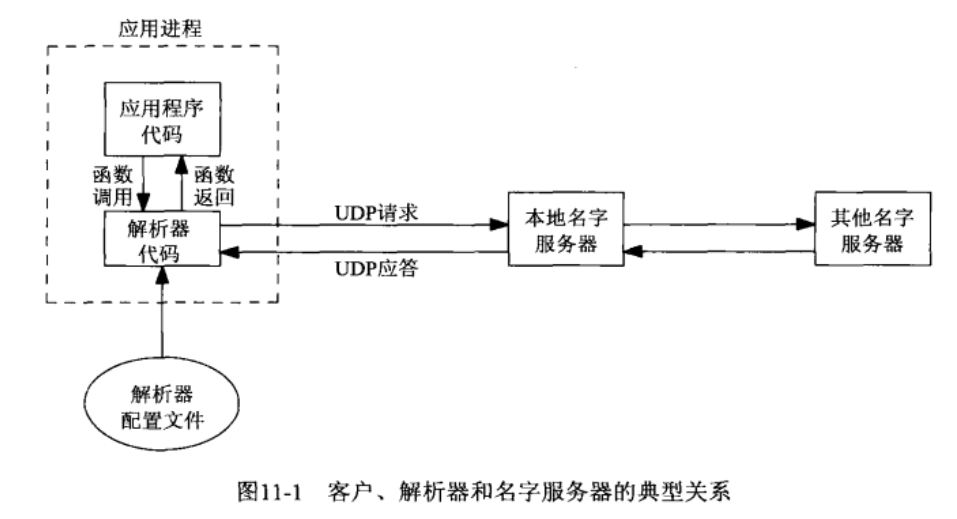 应用进程
应用程序
代码
函数
调用
函数
返回
解析器
代码
UDP请求
UDP应答
本地名字
服务器
其他名字
服务器
解析器
配置文件
图11-1 客户、解析器和名字服务器的典型关系